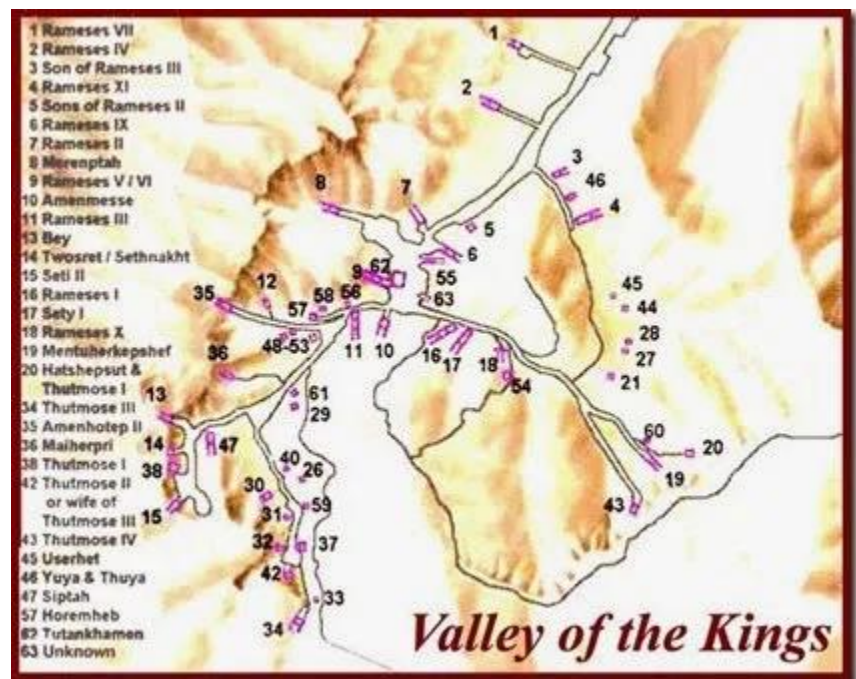 1 Rameses VII
2 Rameses IV
3 Son of Rameses III
4 Rameses XI
5 Sons of Rameses II
6 Rameses IX
7 Rameses II
8 Merenptah
9 Rameses V / VI
10 Amenmesse
11 Rameses III
13 Bey
14 Twosret / Sethnakht
15 Seti II
16 Rameses I
17 Sety I
18 Rameses X
19 Mentuherkepshef
20 Hatshepsut &
Thutmose I
34 Thutmose III
35 Amenhotep II
36 Maiherpri
38 Thutmose I
42 Thutmose II
or wife of
Thutmose III
43 Thutmose IV
45 Userhet
46 Yuya & Thuya
47 Siptah
57 Horemheb
62 Tutankhamen
63 Unknown
1
2
3
46
4
8
7
5
6
55
9
62
63
45
44
28
27
21
35
12
57
58
56
48-53
11
10
16
17
18
54
36
61
29
13
14
38
47
15
40
26
30
31
59
32
37
42
33
34
60
20
19
43
Valley of the Kings